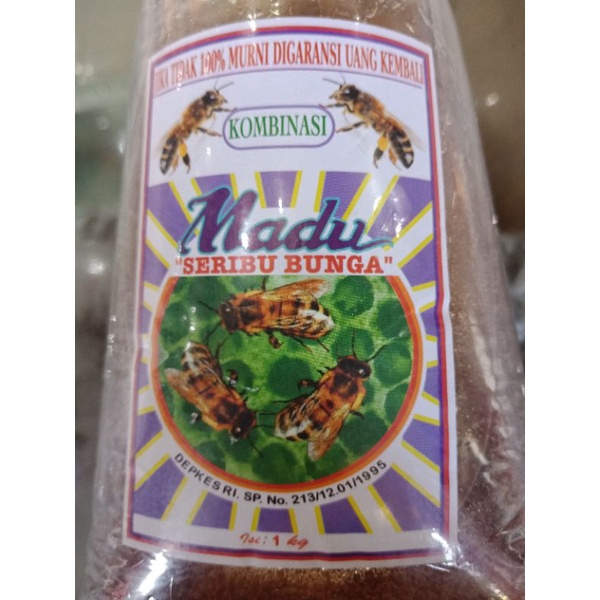 JIKA TIDAK 100% MURNI DIGARANSI UANG KEMBALI
KOMBINASI
Madu
"SERIBU BUNGA"
DEPKES RI. SP. No. 213/12.01/1995
Isi: 1 kg